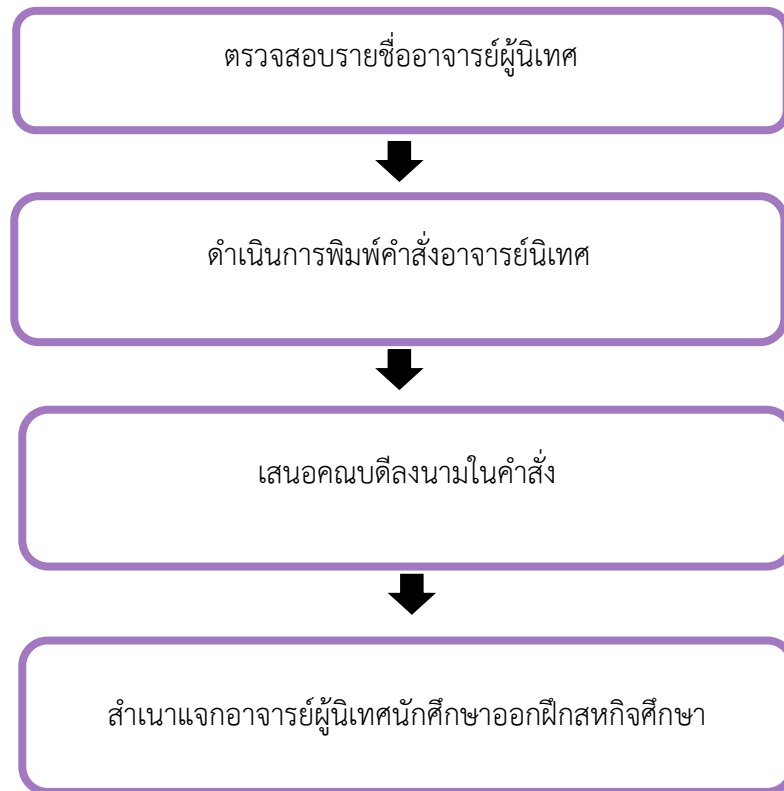 ตรวจสอบรายชื่ออาจารย์ผู้นิเทศ
ดำเนินการพิมพ์คำสั่งอาจารย์นิเทศ
เสนอคณบดีลงนามในคำสั่ง
สำเนาแจกอาจารย์ผู้นิเทศนักศึกษาออกฝึกสหกิจศึกษา